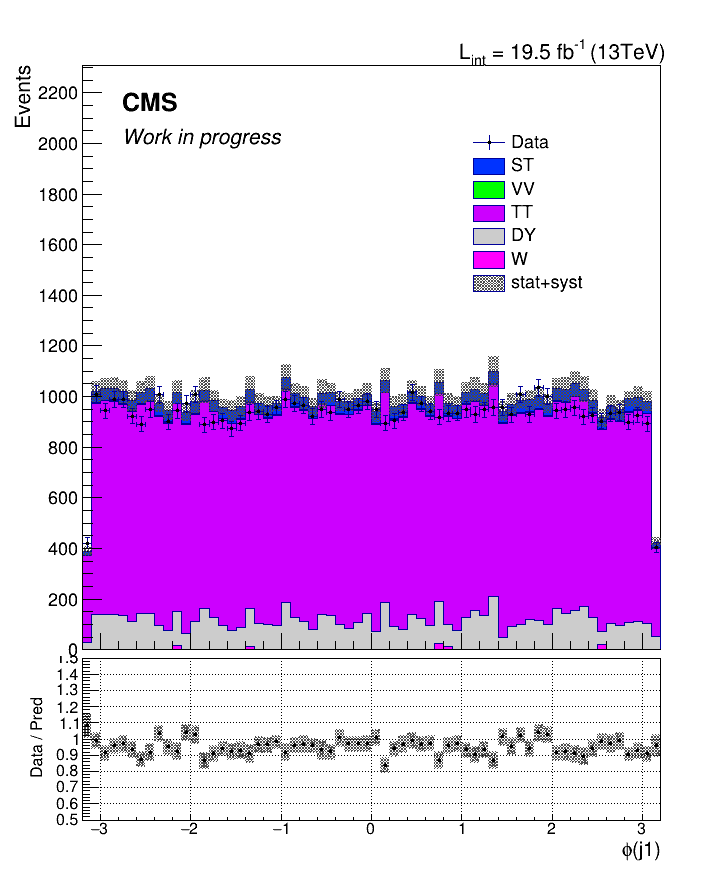 L_int = 19.5 fb^-1 (13TeV)
Events
CMS
Work in progress
Data
ST
VV
TT
DY
W
stat+syst
2200
2000
1800
1600
1400
1200
1000
800
600
400
200
0
Data / Pred
1.5
1.4
1.3
1.2
1.1
1
0.9
0.8
0.7
0.6
0.5
−3 −2 −1 0 1 2 3
ϕ(j1)